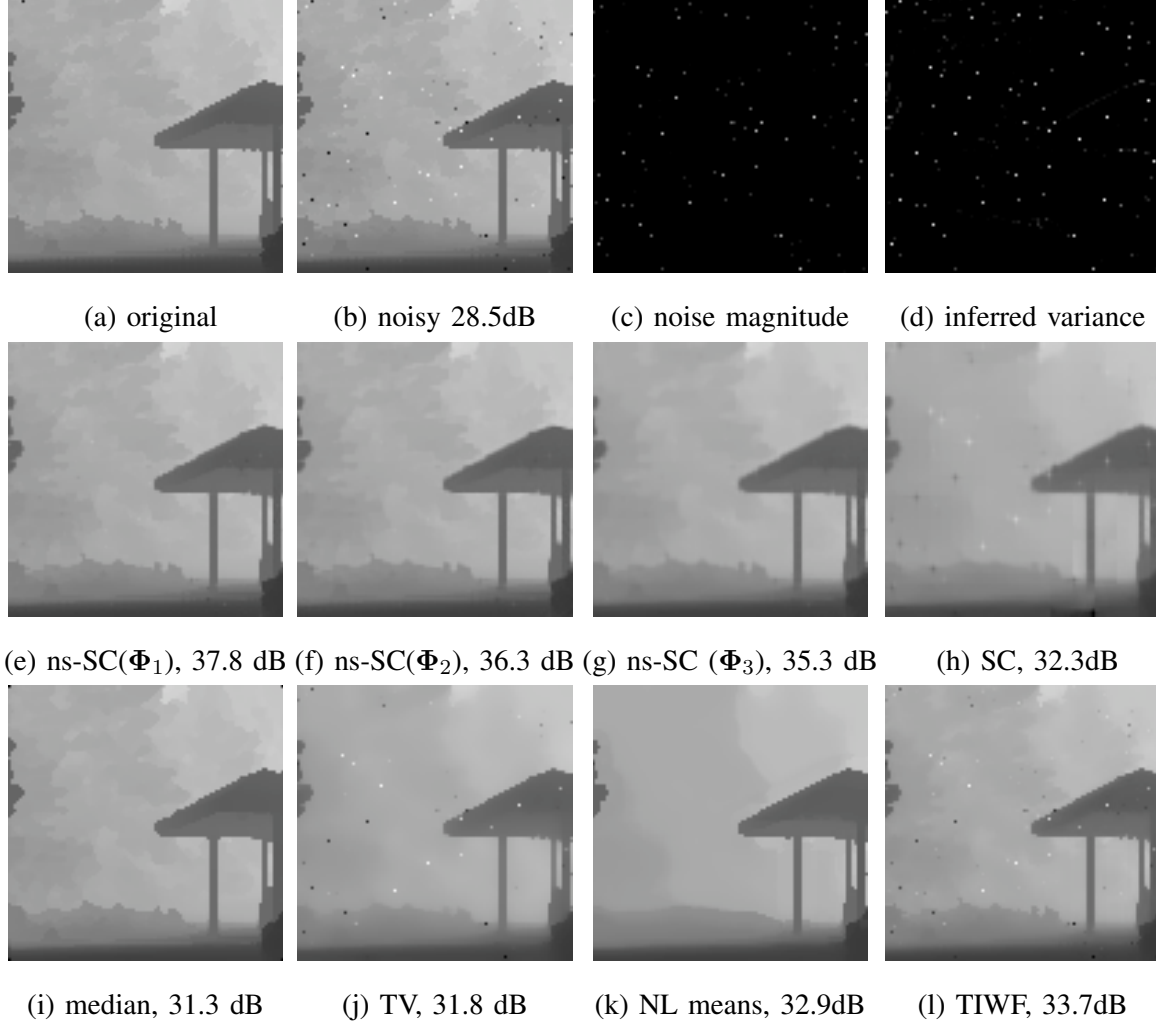 (a) original (b) noisy 28.5dB (c) noise magnitude (d) inferred variance
(e) ns-SC(Φ₁), 37.8 dB (f) ns-SC(Φ₂), 36.3 dB (g) ns-SC (Φ₃), 35.3 dB (h) SC, 32.3dB
(i) median, 31.3 dB (j) TV, 31.8 dB (k) NL means, 32.9dB (l) TIWF, 33.7dB